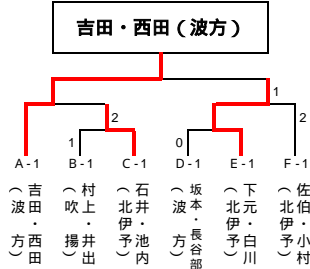 吉田・西田（波方）
1
2
2
1
0
A-1
B-1
C-1
D-1
E-1
F-1
吉田・西田
（波方）
村上・井出
（吹揚）
石井・池内
（北伊予）
坂本・長谷部
（波方）
下元・白川
（北伊予）
佐伯・小村
（北伊予）